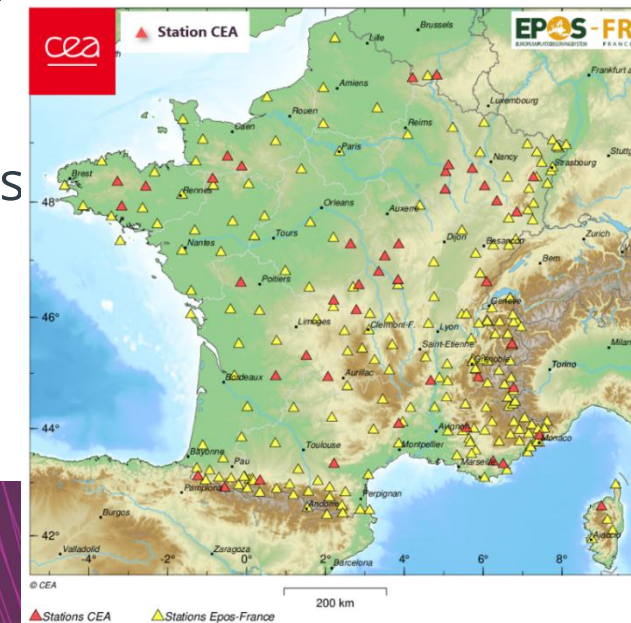 cea
Station CEA
EPOS-FR
Brussels
Lille
Frankfurt a
Amiens
Luxembourg
Rouen
Reims
Caen
Paris
Nancy
Strasbourg
Stuttg
Brest
S
Rennes
48°
Orleans
Auxerre
Tours
Dijon
Besancon
Zurich
Nantes
Bern
Poitiers
Geneve
46°
Limoges
Clermont-F.
Lyon
Saint-Etienne
Milan
Grenoble
Torino
Bordeaux
Aurillac
44°
Avignon
Toulouse
Montpellier
Monaco
Bayonne
Marseille
Pau
Pamplona
Perpignan
Andorra
Burgos
42°
Ajaccio
Valladolid
Zaragoza
-4°
-2°
0°
2°
4°
6°
8°
Barcelona
© CEA
200 km
Stations CEA
Stations Epos-France